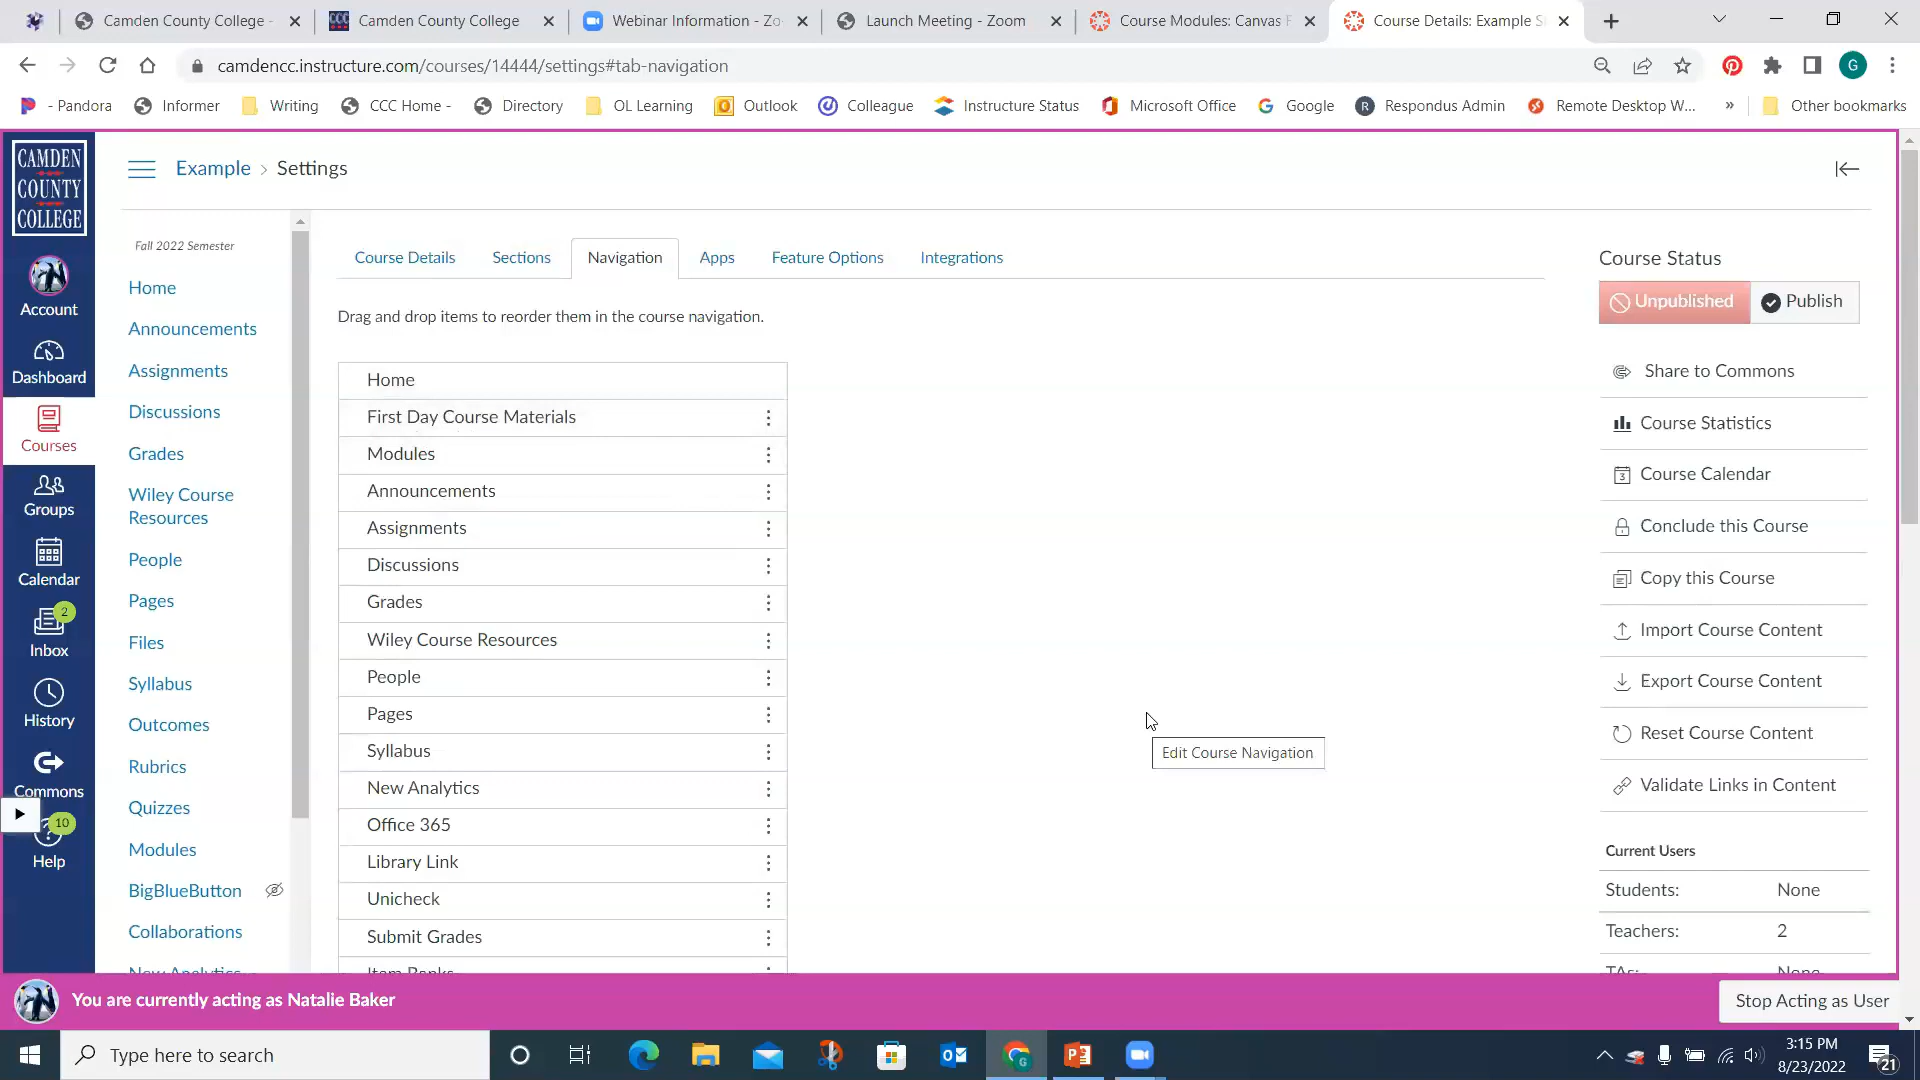 Camden County College -
Camden County College
Webinar Information - Zo
Launch Meeting - Zoom
Course Modules: Canvas F
Course Details: Example S
camdencc.instructure.com/courses/14444/settings#tab-navigation
G
- Pandora
Informer
Writing
CCC Home -
Directory
OL Learning
Outlook
Colleague
Instructure Status
Microsoft Office
Google
Respondus Admin
Remote Desktop W...
»
Other bookmarks
CAMDEN
COUNTY
COLLEGE
Account
Dashboard
Courses
Groups
Calendar
2
Inbox
History
Commons
10
Help
Example > Settings
Fall 2022 Semester
Home
Announcements
Assignments
Discussions
Grades
Wiley Course
Resources
People
Pages
Files
Syllabus
Outcomes
Rubrics
Quizzes
Modules
BigBlueButton
Collaborations
New Analytics
Course Details
Sections
Navigation
Apps
Feature Options
Integrations
Drag and drop items to reorder them in the course navigation.
Home
First Day Course Materials
Modules
Announcements
Assignments
Discussions
Grades
Wiley Course Resources
People
Pages
Syllabus
New Analytics
Office 365
Library Link
Unicheck
Submit Grades
Item Banks
Edit Course Navigation
Course Status
Unpublished
Publish
Share to Commons
Course Statistics
Course Calendar
Conclude this Course
Copy this Course
Import Course Content
Export Course Content
Reset Course Content
Validate Links in Content
Current Users
Students: None
Teachers: 2
TAs: None
You are currently acting as Natalie Baker
Stop Acting as User
Type here to search
3:15 PM
8/23/2022
21